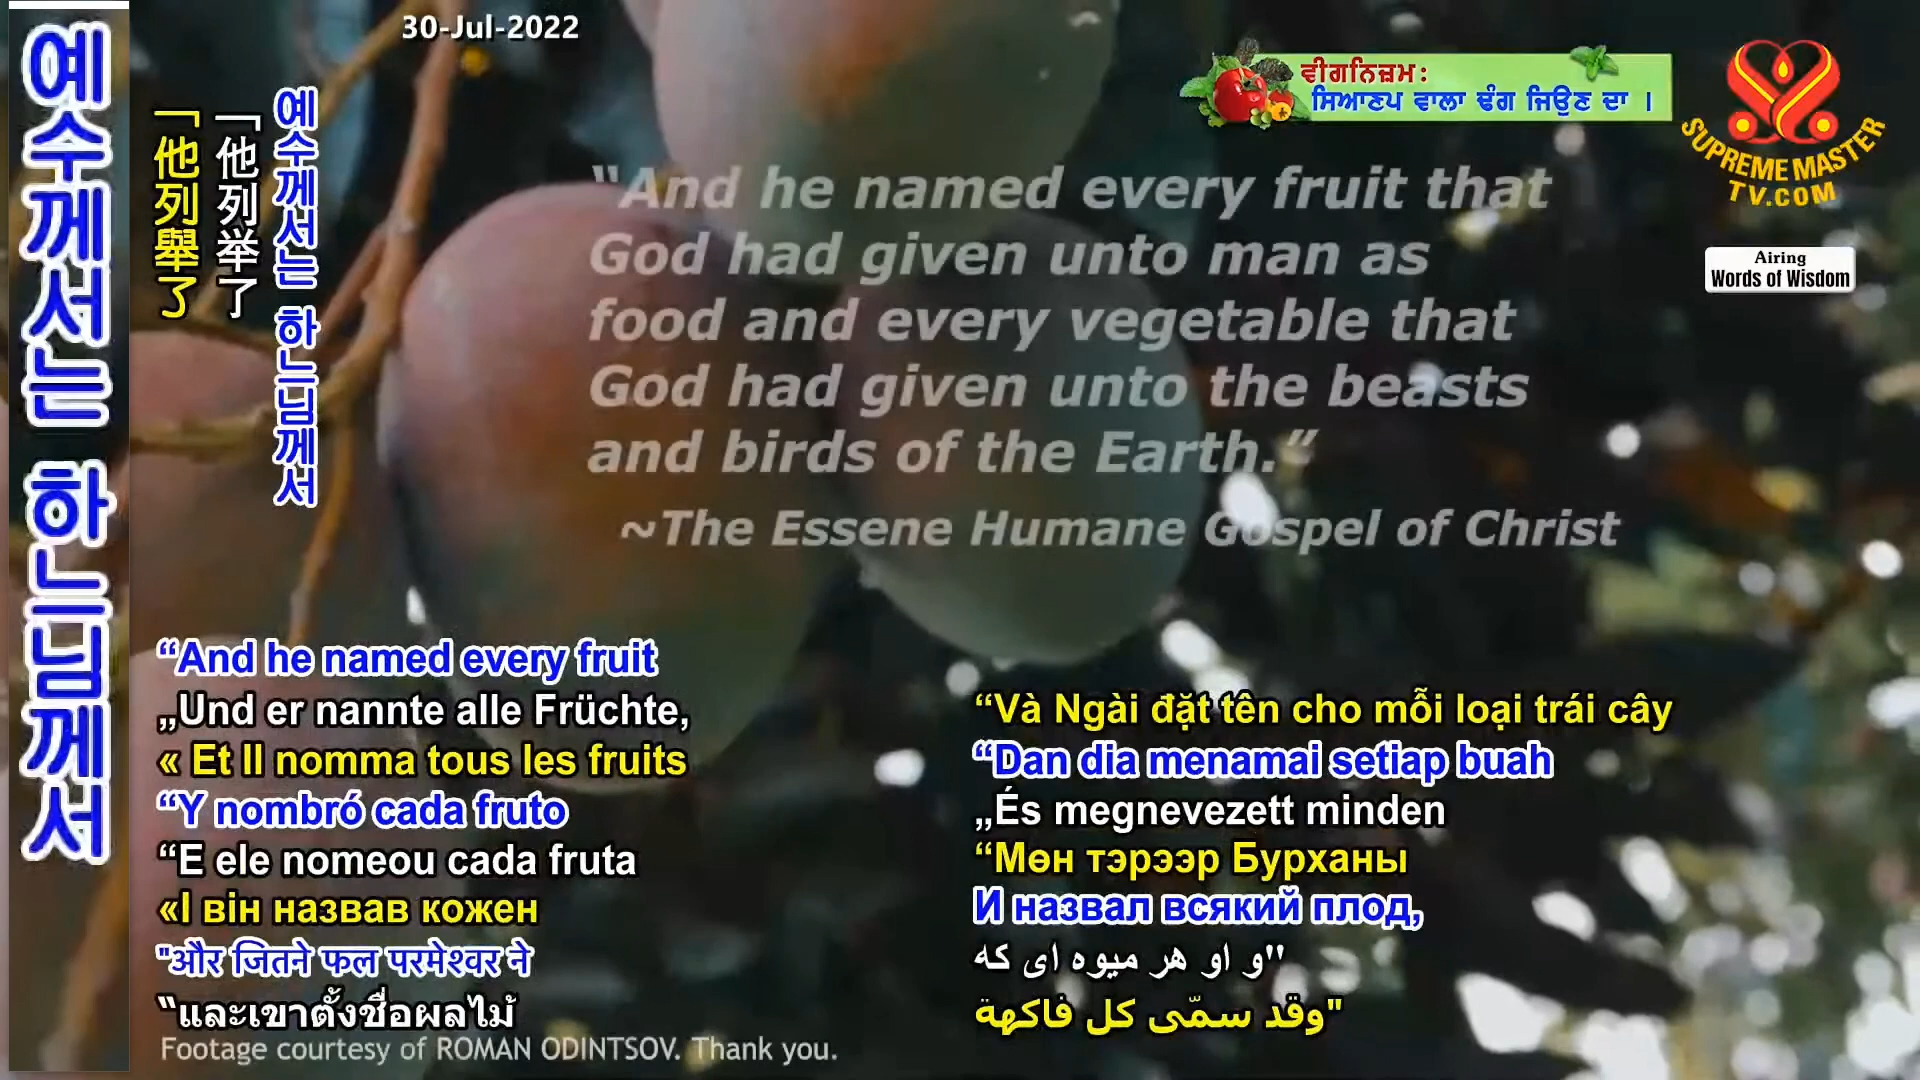 30-Jul-2022
예수께서는 하느님께서
「他列舉了
「他列举了
예수께서는 하느님께서
ਵੀਗਨਿਜ਼ਮ:
ਸਿਆਣਪ ਵਾਲਾ ਢੰਗ ਜਿਉਣ ਦਾ ।
SUPREME MASTER
TV.COM
Airing
Words of Wisdom
“And he named every fruit that
God had given unto man as
food and every vegetable that
God had given unto the beasts
and birds of the Earth.”
~The Essene Humane Gospel of Christ
“And he named every fruit
„Und er nannte alle Früchte,
« Et Il nomma tous les fruits
“Y nombró cada fruto
“E ele nomeou cada fruta
«І він назвав кожен
"और जितने फल परमेश्वर ने
“และเขาตั้งชื่อผลไม้
“Và Ngài đặt tên cho mỗi loại trái cây
“Dan dia menamai setiap buah
„És megnevezett minden
“Мөн тэрээр Бурханы
И назвал всякий плод,
"و او هر میوه ای که
"وقد سمّى كل فاكهة
Footage courtesy of ROMAN ODINTSOV. Thank you.